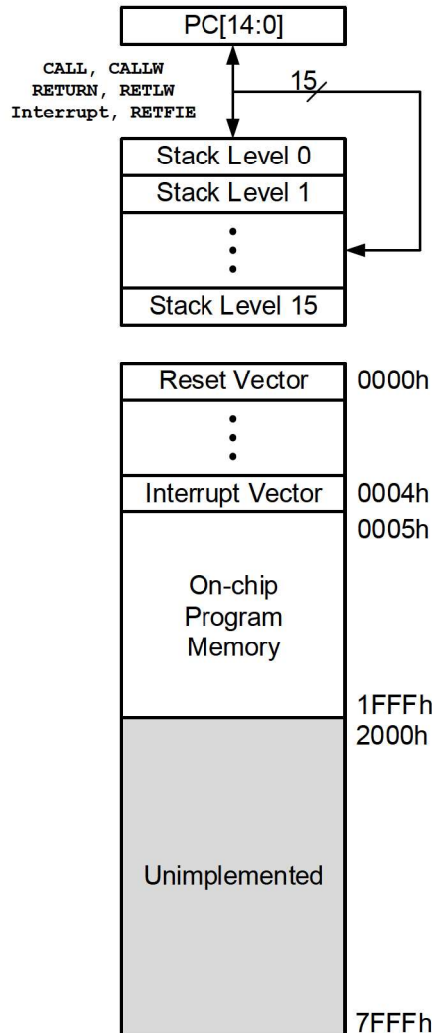 PC[14:0]
CALL, CALLW
RETURN, RETLW
Interrupt, RETFIE
15
Stack Level 0
Stack Level 1
Stack Level 15
Reset Vector
0000h
Interrupt Vector
0004h
0005h
On-chip
Program
Memory
1FFFh
2000h
Unimplemented
7FFFh